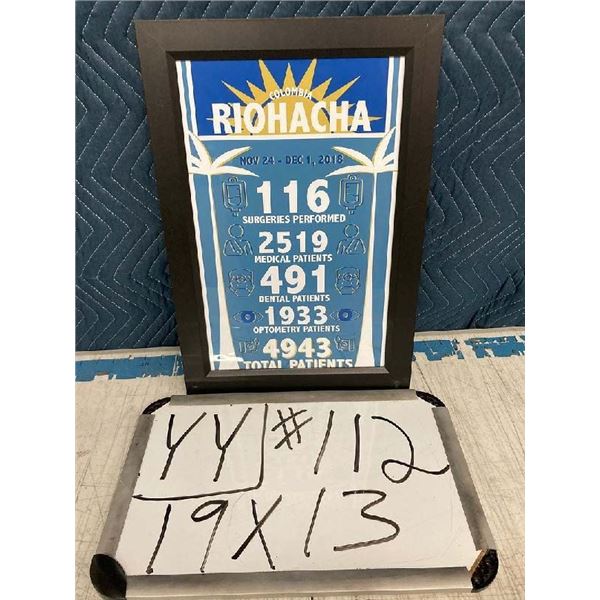 COLOMBIA
RIOHACHA
NOV 24 - DEC 1, 2018
116
SURGERIES PERFORMED
2519
MEDICAL PATIENTS
491
DENTAL PATIENTS
1933
OPTOMETRY PATIENTS
4943
TOTAL PATIENTS
YY #112
19X13